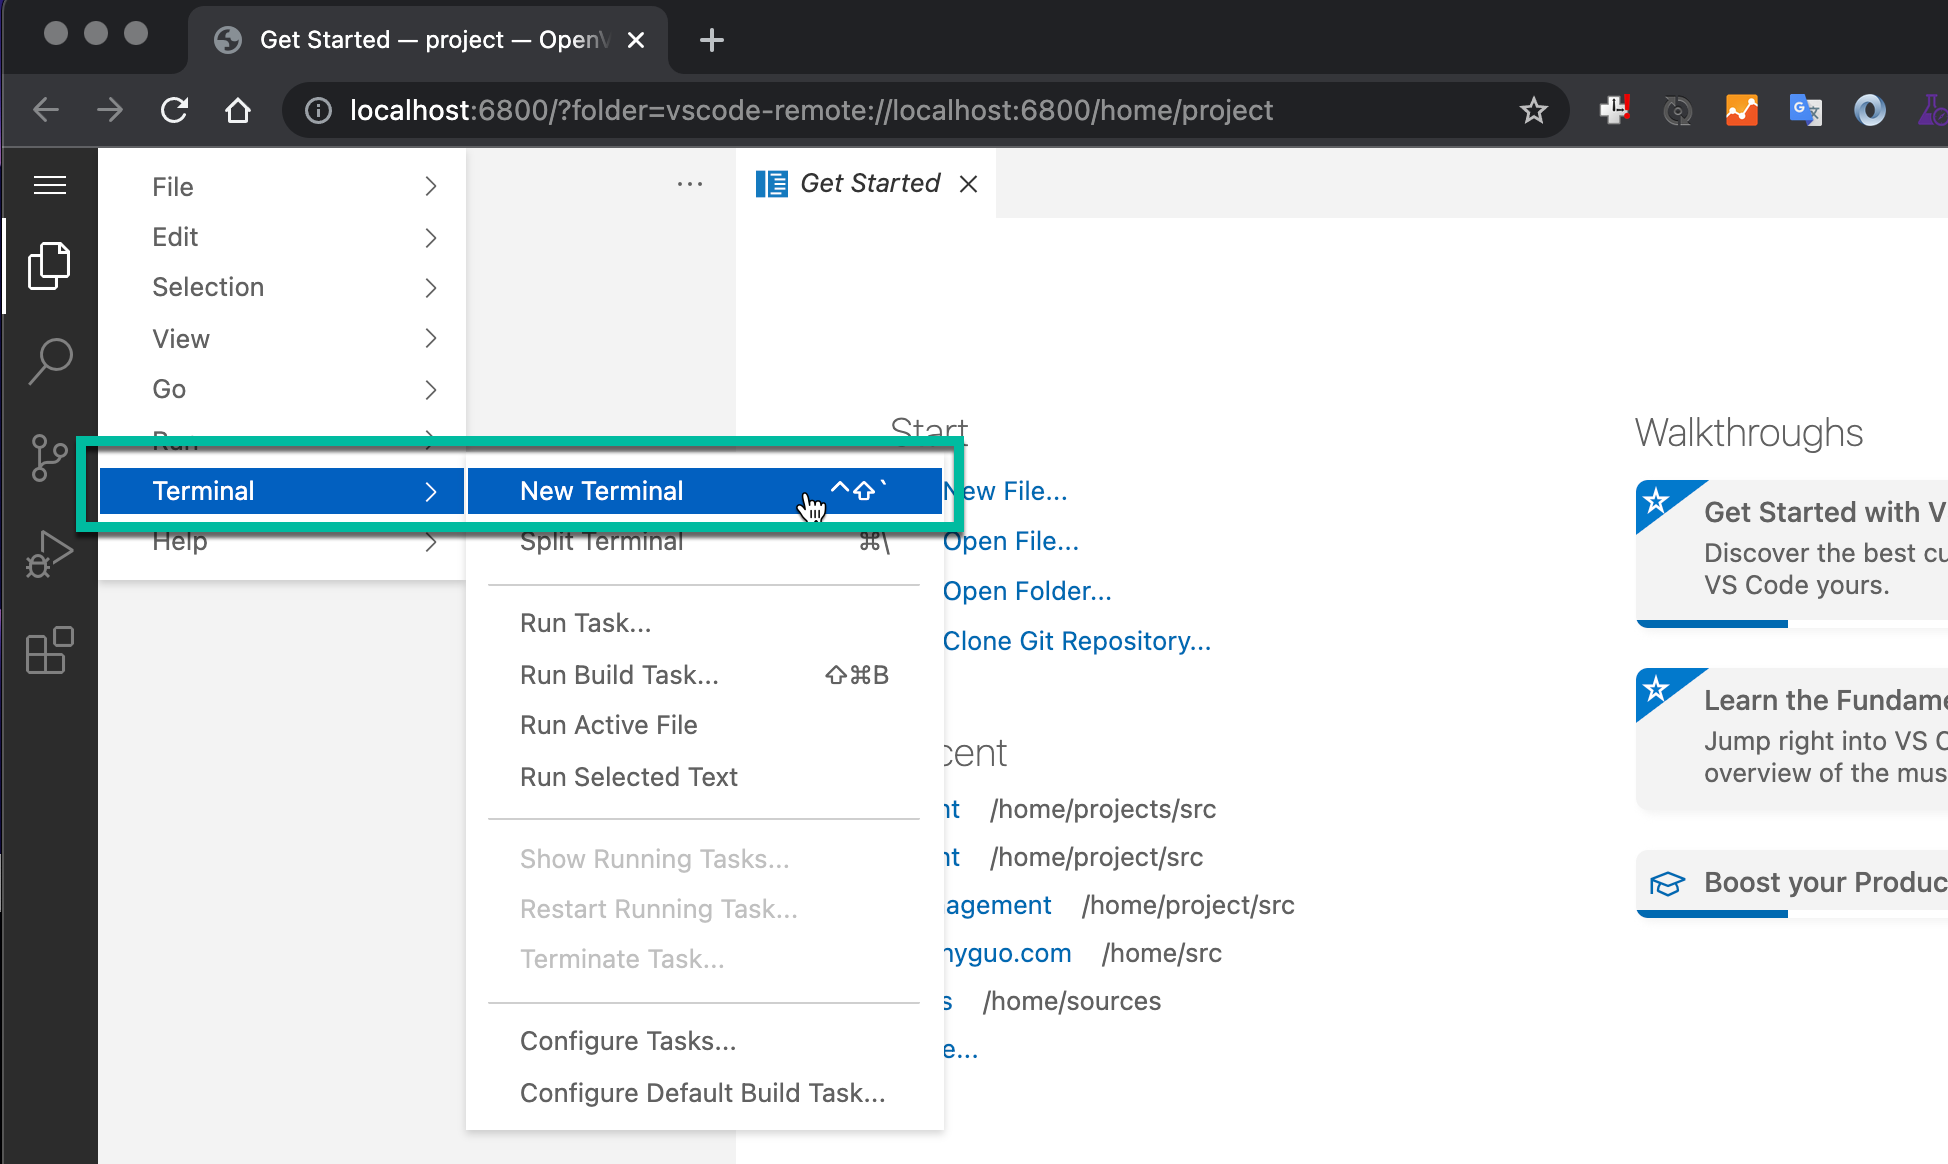 Get Started — project — OpenV
localhost:6800/?folder=vscode-remote://localhost:6800/home/project
File
Edit
Selection
View
Go
Run
Terminal
Help
New Terminal ^⇧`
Split Terminal ⌘\
Run Task...
Run Build Task... ⇧⌘B
Run Active File
Run Selected Text
Show Running Tasks...
Restart Running Task...
Terminate Task...
Configure Tasks...
Configure Default Build Task...
Get Started
Start
New File...
Open File...
Open Folder...
Clone Git Repository...
cent
nt /home/projects/src
nt /home/project/src
agement /home/project/src
nyguo.com /home/src
s /home/sources
e...
Walkthroughs
Get Started with V
Discover the best cu
VS Code yours.
Learn the Fundame
Jump right into VS C
overview of the mus
Boost your Produc